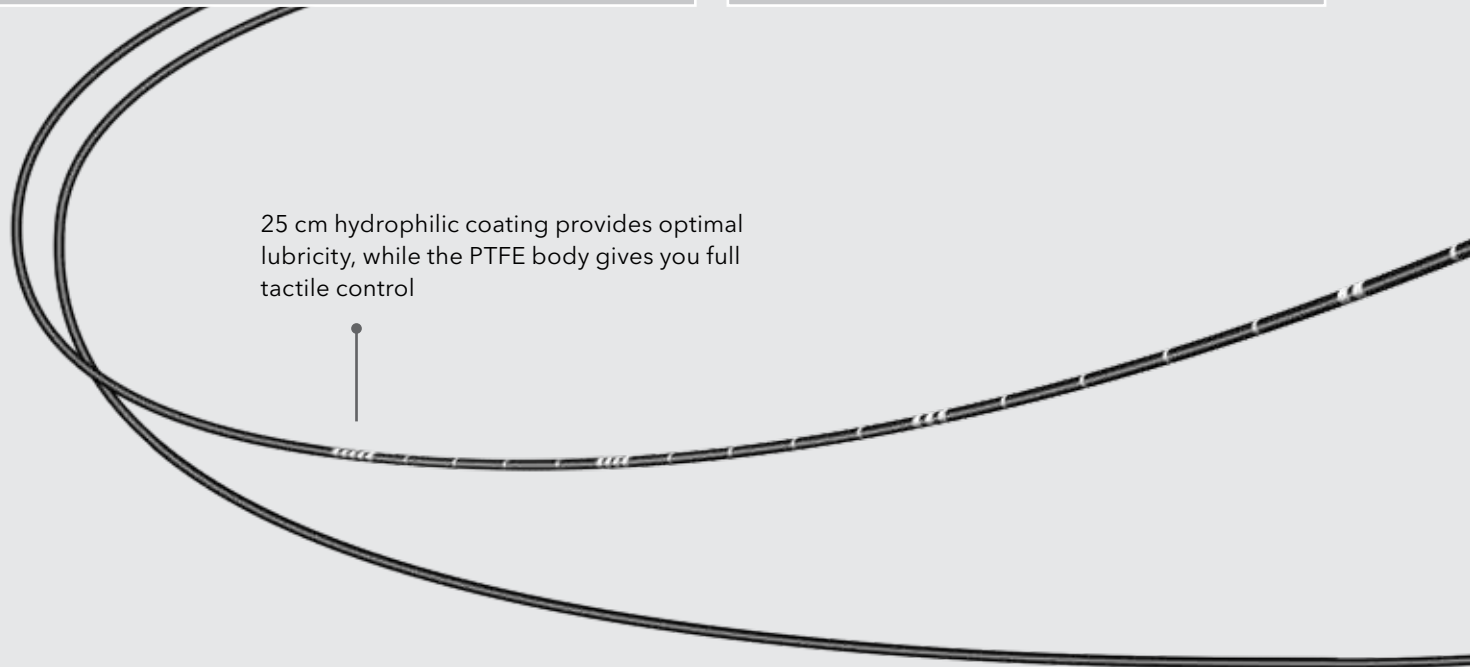 25 cm hydrophilic coating provides optimal
lubricity, while the PTFE body gives you full
tactile control